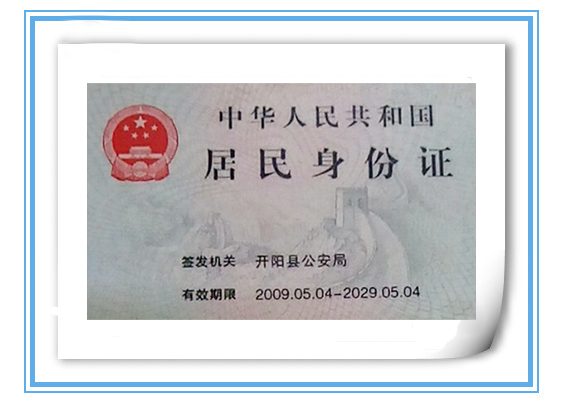 中华人民共和国
居民身份证
签发机关 开阳县公安局
有效期限 2009.05.04-2029.05.04